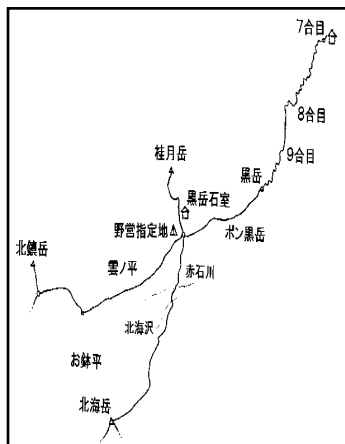 7合目
8合目
9合目
桂月岳
黒岳
黒岳石室
野営指定地
ポン黒岳
北鎮岳
雲ノ平
赤石川
北海沢
お鉢平
北海岳